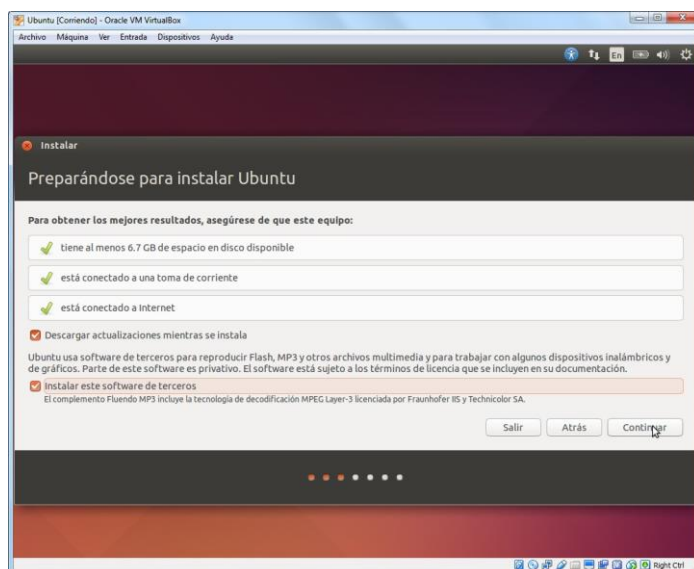 Ubuntu [Corriendo] - Oracle VM VirtualBox
Archivo Máquina Ver Entrada Dispositivos Ayuda
En
Instalar
Preparándose para instalar Ubuntu
Para obtener los mejores resultados, asegúrese de que este equipo:
tiene al menos 6.7 GB de espacio en disco disponible
está conectado a una toma de corriente
está conectado a Internet
Descargar actualizaciones mientras se instala
Ubuntu usa software de terceros para reproducir Flash, MP3 y otros archivos multimedia y para trabajar con algunos dispositivos inalámbricos y
de gráficos. Parte de este software es privativo. El software está sujeto a los términos de licencia que se incluyen en su documentación.
Instalar este software de terceros
El complemento Fluendo MP3 incluye la tecnología de decodificación MPEG Layer-3 licenciada por Fraunhofer IIS y Technicolor SA.
Salir Atrás Continuar
Right Ctrl